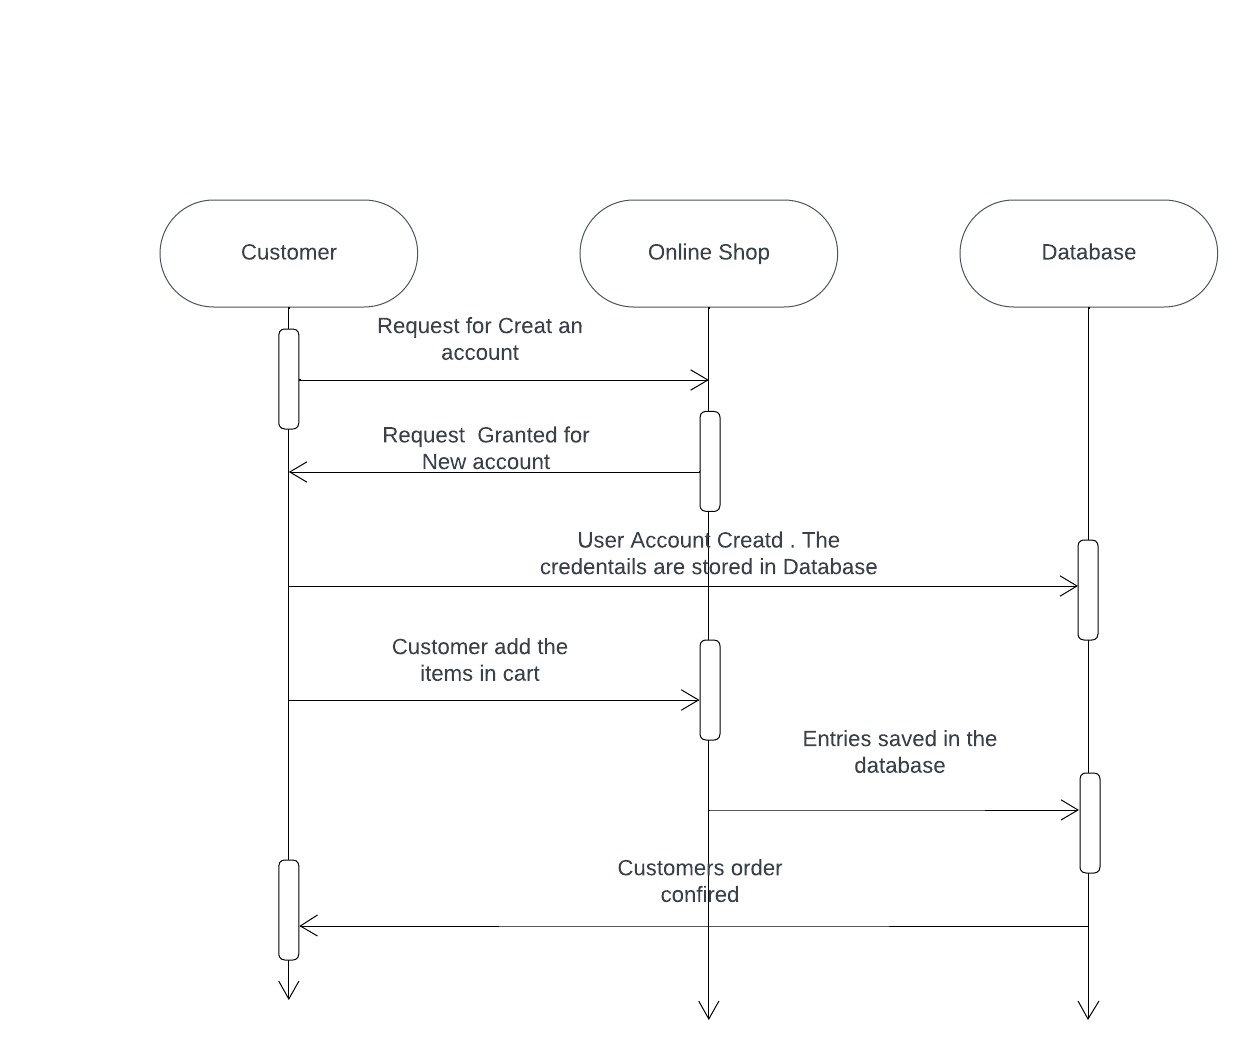 Customer
Online Shop
Database
Request for Creat an
account
Request  Granted for
New account
User Account Creatd . The
credentails are stored in Database
Customer add the
items in cart
Entries saved in the
database
Customers order
confired